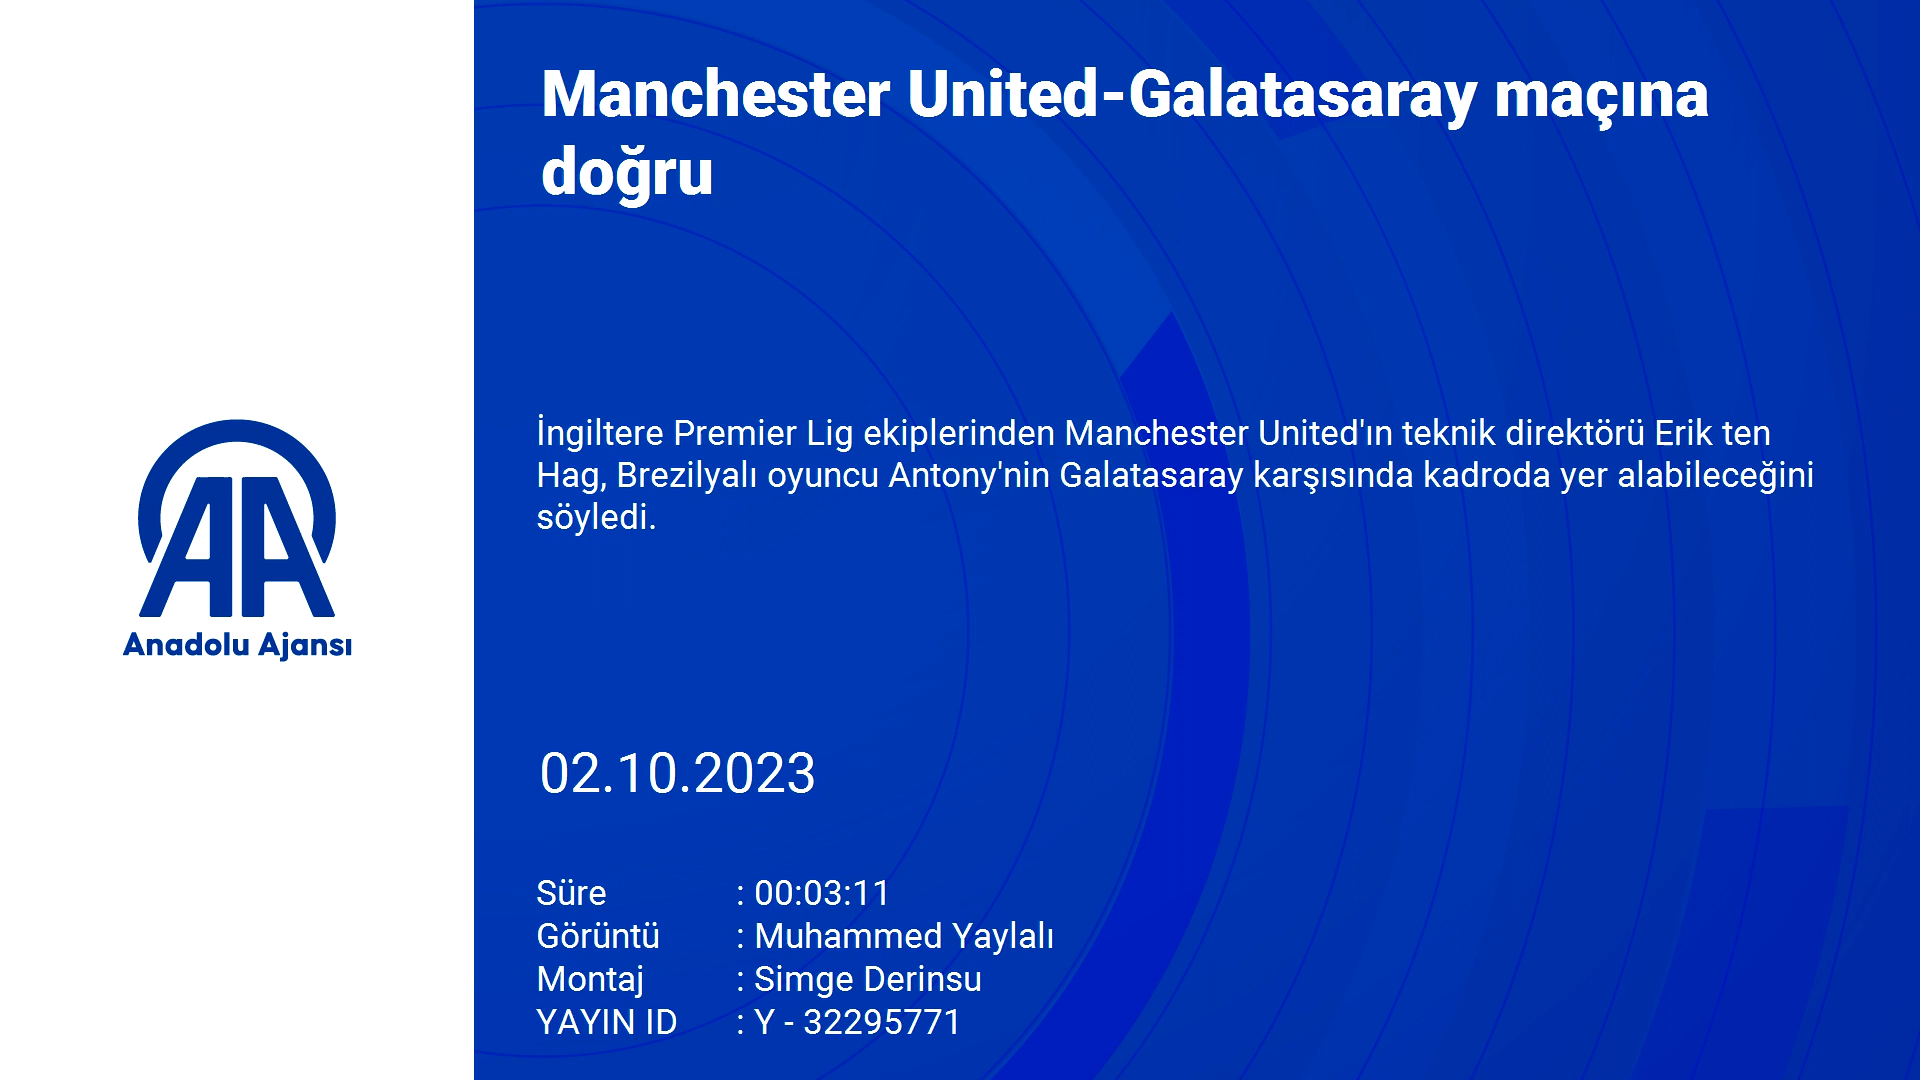 Manchester United-Galatasaray maçına
doğru
İngiltere Premier Lig ekiplerinden Manchester United'ın teknik direktörü Erik ten
Hag, Brezilyalı oyuncu Antony'nin Galatasaray karşısında kadroda yer alabileceğini
söyledi.
AA
Anadolu Ajansı
02.10.2023
Süre : 00:03:11
Görüntü : Muhammed Yaylalı
Montaj : Simge Derinsu
YAYIN ID : Y - 32295771